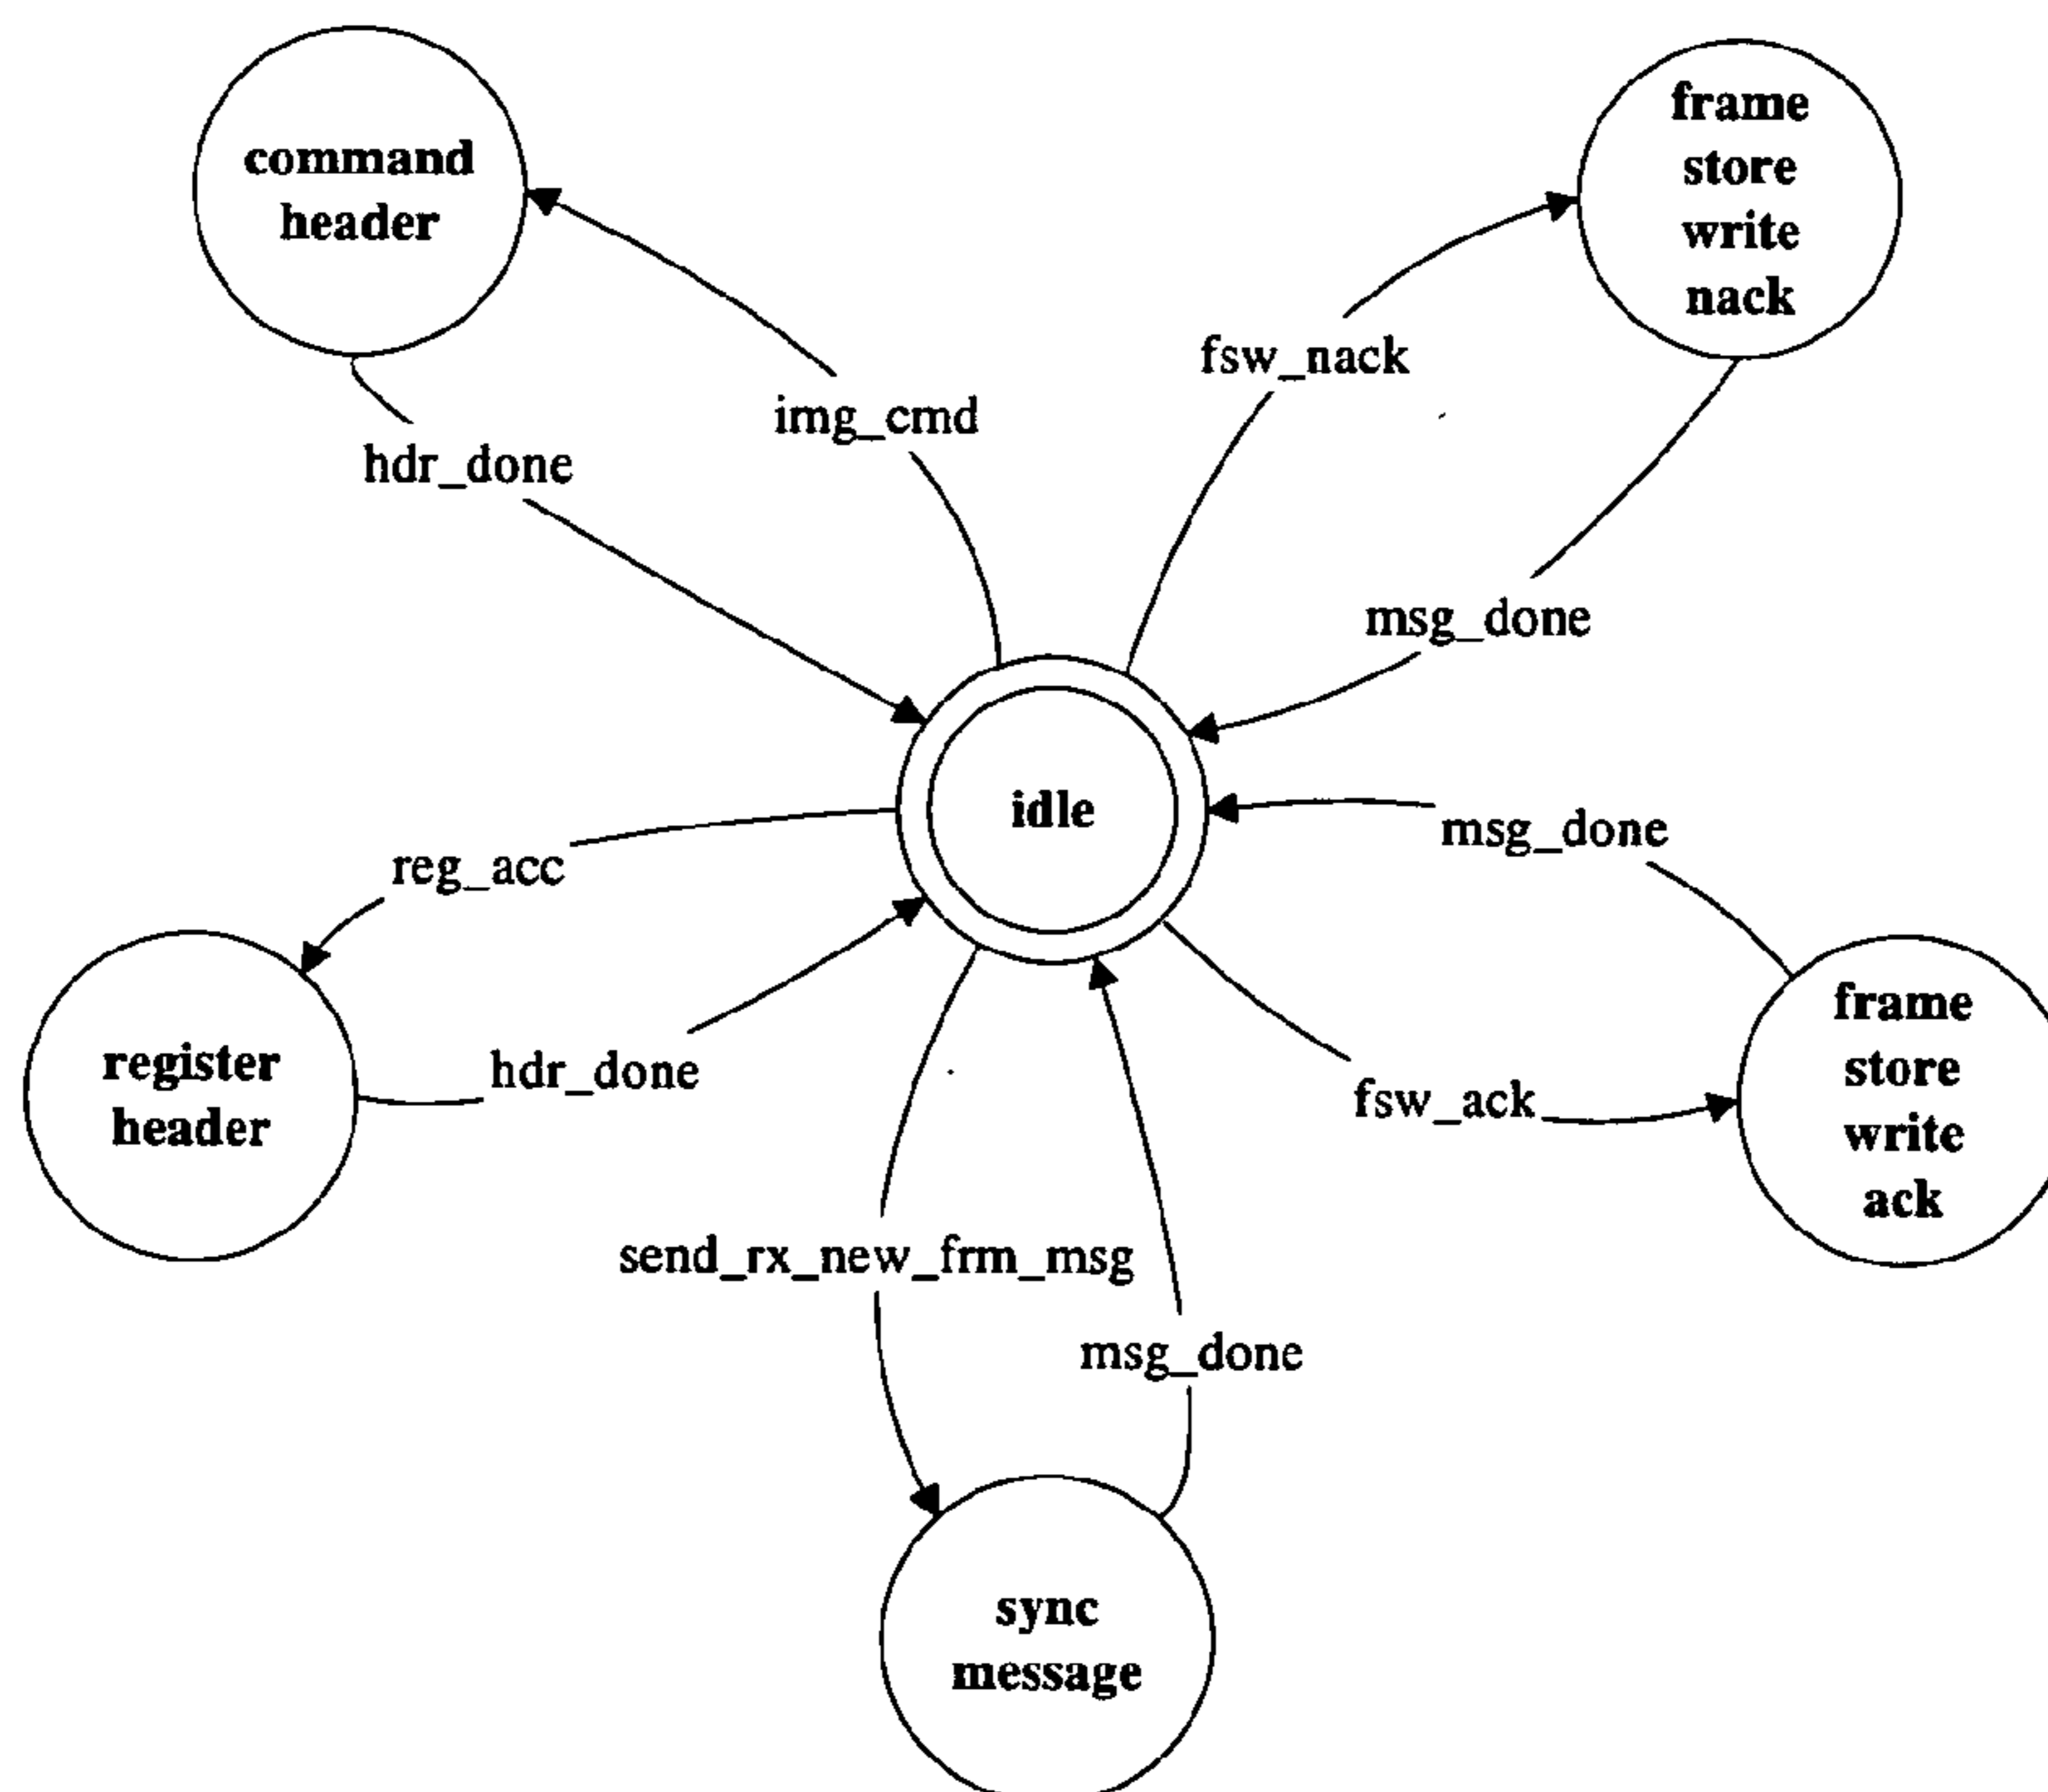 command
header
frame
store
write
nack
fsw_nack
img_cmd
hdr_done
msg_done
idle
msg_done
reg_acc
frame
store
write
ack
register
header
hdr_done
fsw_ack
send_rx_new_frm_msg
msg_done
sync
message